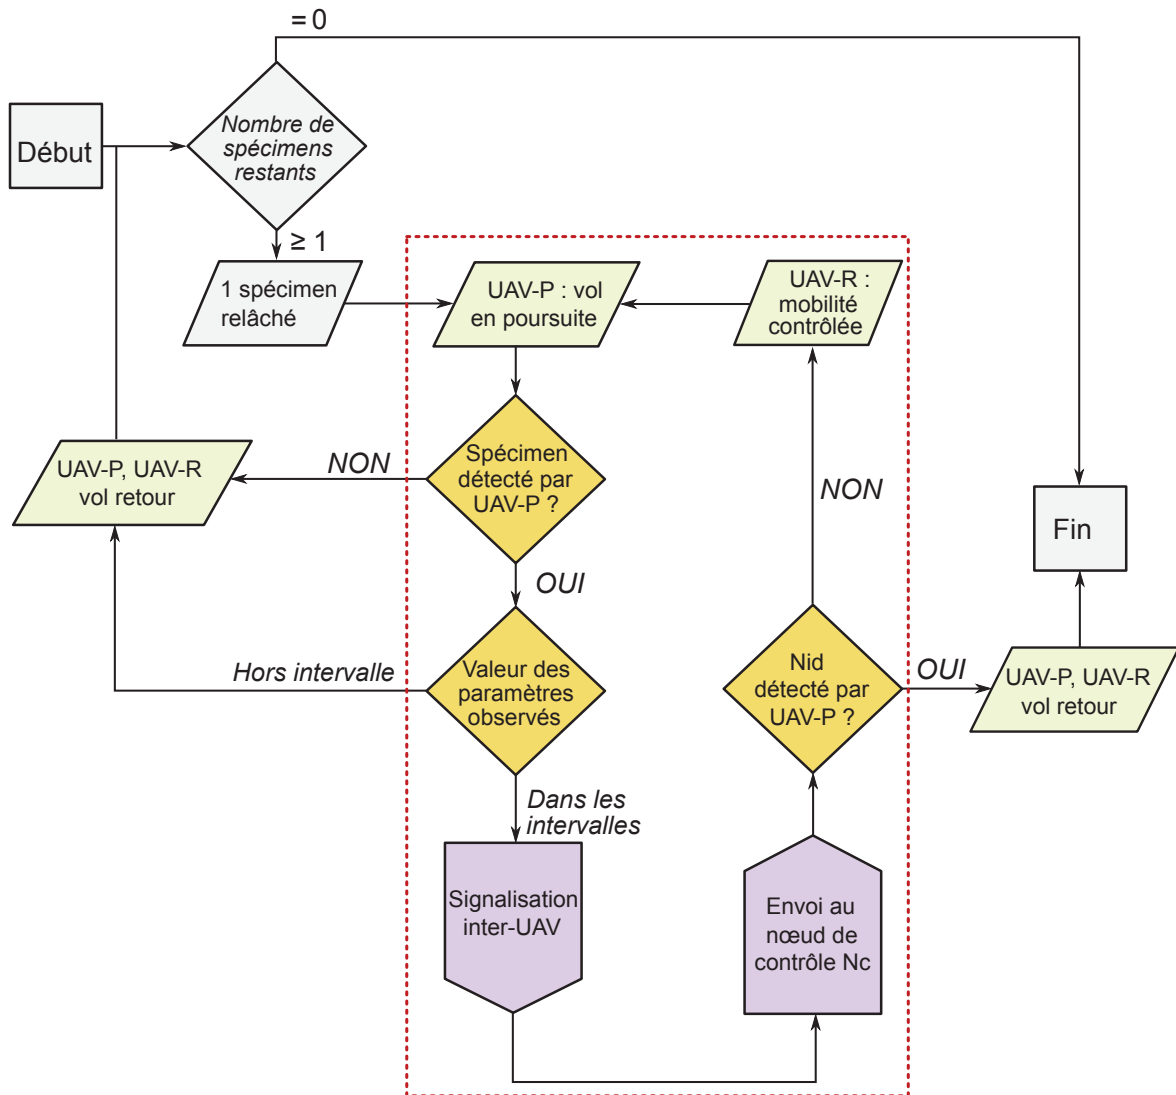 = 0
Début
Nombre de
spécimens
restants
≥ 1
1 spécimen
relâché
UAV-P : vol
en poursuite
UAV-R :
mobilité
contrôlée
UAV-P, UAV-R
vol retour
NON
Spécimen
détecté par
UAV-P ?
NON
Fin
OUI
Hors intervalle
Valeur des
paramètres
observés
Nid
détecté par
UAV-P ?
OUI
UAV-P, UAV-R
vol retour
Dans les
intervalles
Signalisation
inter-UAV
Envoi au
nœud de
contrôle Nc